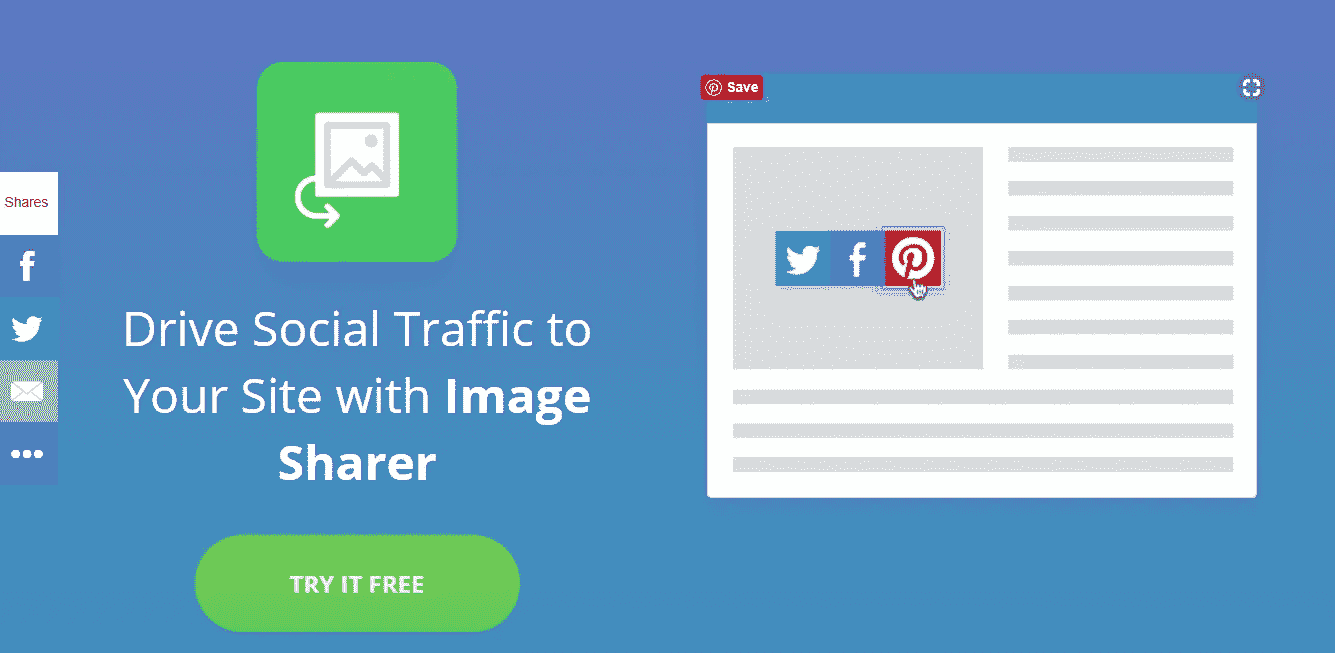 Save
Shares
Drive Social Traffic to
Your Site with Image
Sharer
TRY IT FREE